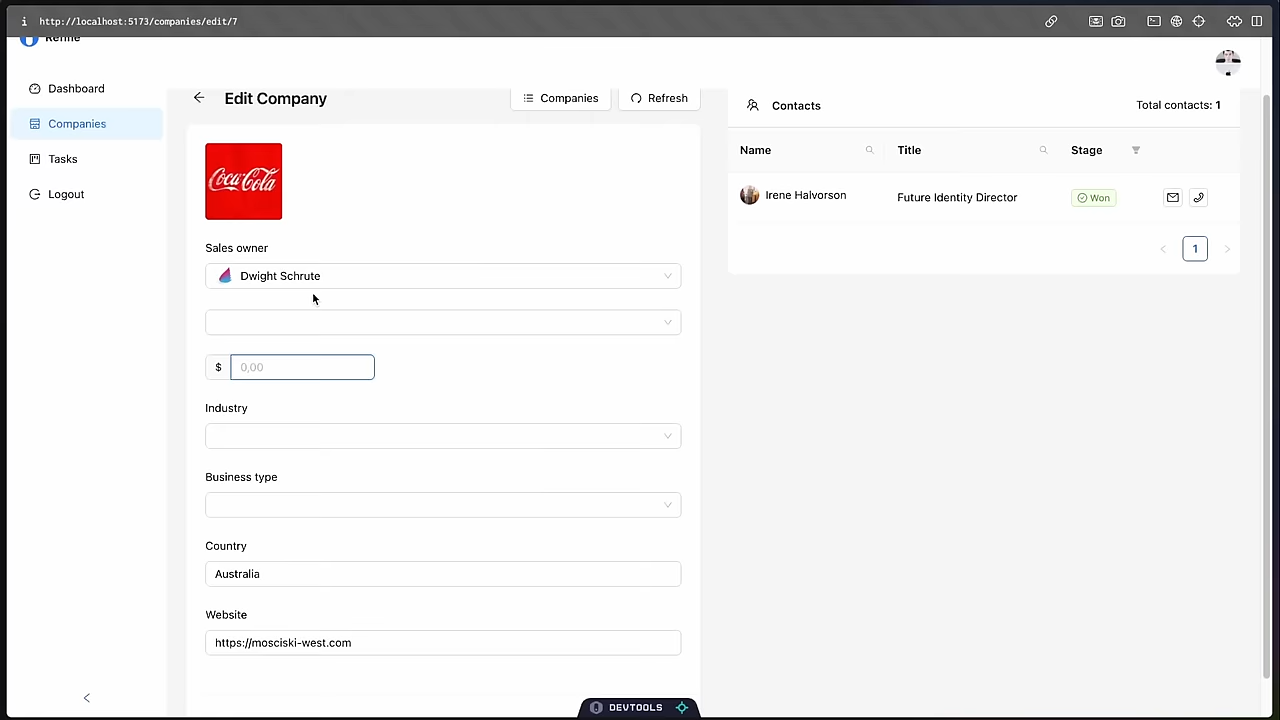 http://localhost:5173/companies/edit/7
Refine
Dashboard
Companies
Tasks
Logout
Edit Company
Companies
Refresh
Coca-Cola
Sales owner
Dwight Schrute
$ 0,00
Industry
Business type
Country
Australia
Website
https://mosciski-west.com
Contacts
Total contacts: 1
Name Title Stage
Irene Halvorson Future Identity Director Won
1
DEVTOOLS